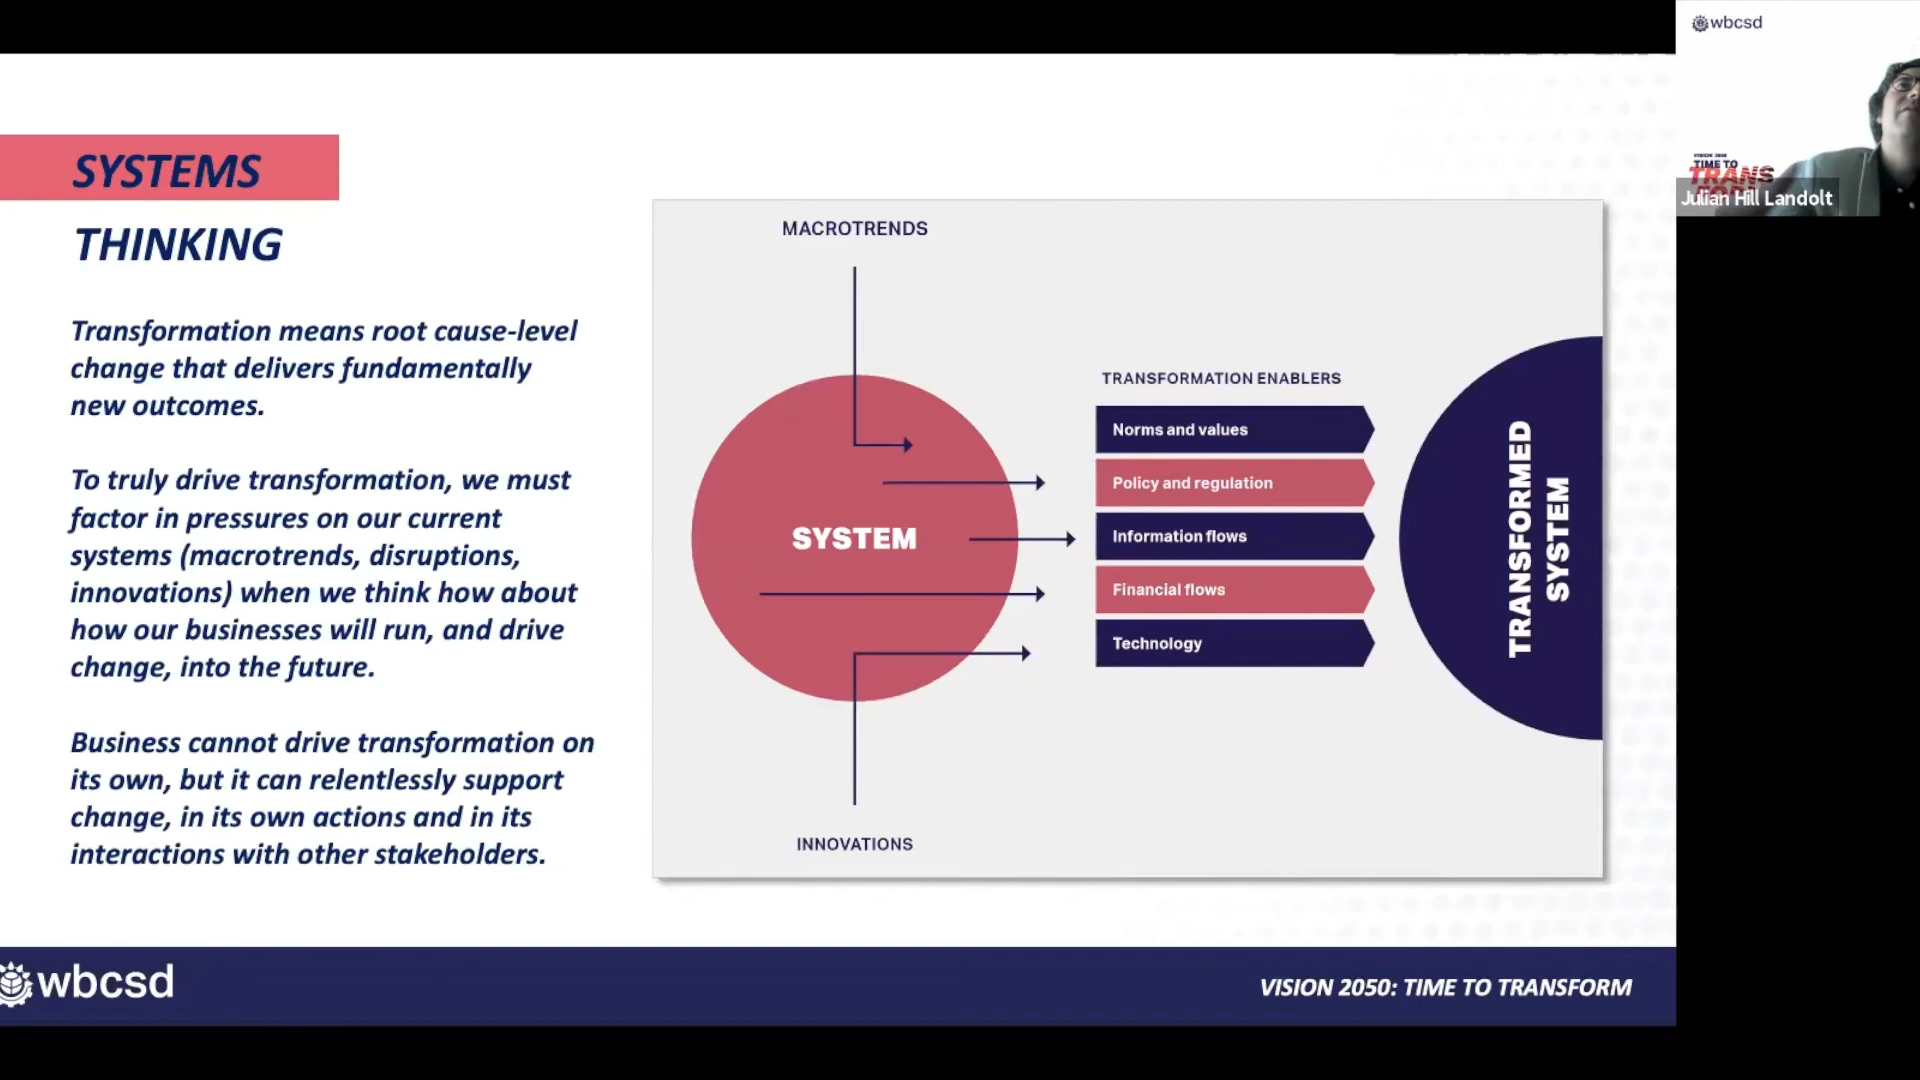 SYSTEMS
THINKING
Transformation means root cause-level
change that delivers fundamentally
new outcomes.
To truly drive transformation, we must
factor in pressures on our current
systems (macrotrends, disruptions,
innovations) when we think how about
how our businesses will run, and drive
change, into the future.
Business cannot drive transformation on
its own, but it can relentlessly support
change, in its own actions and in its
interactions with other stakeholders.
MACROTRENDS
SYSTEM
INNOVATIONS
TRANSFORMATION ENABLERS
Norms and values
Policy and regulation
Information flows
Financial flows
Technology
TRANSFORMED
SYSTEM
wbcsd
VISION 2050: TIME TO TRANSFORM
wbcsd
VISION 2050
TIME TO
TRANS
Julian Hill Landolt